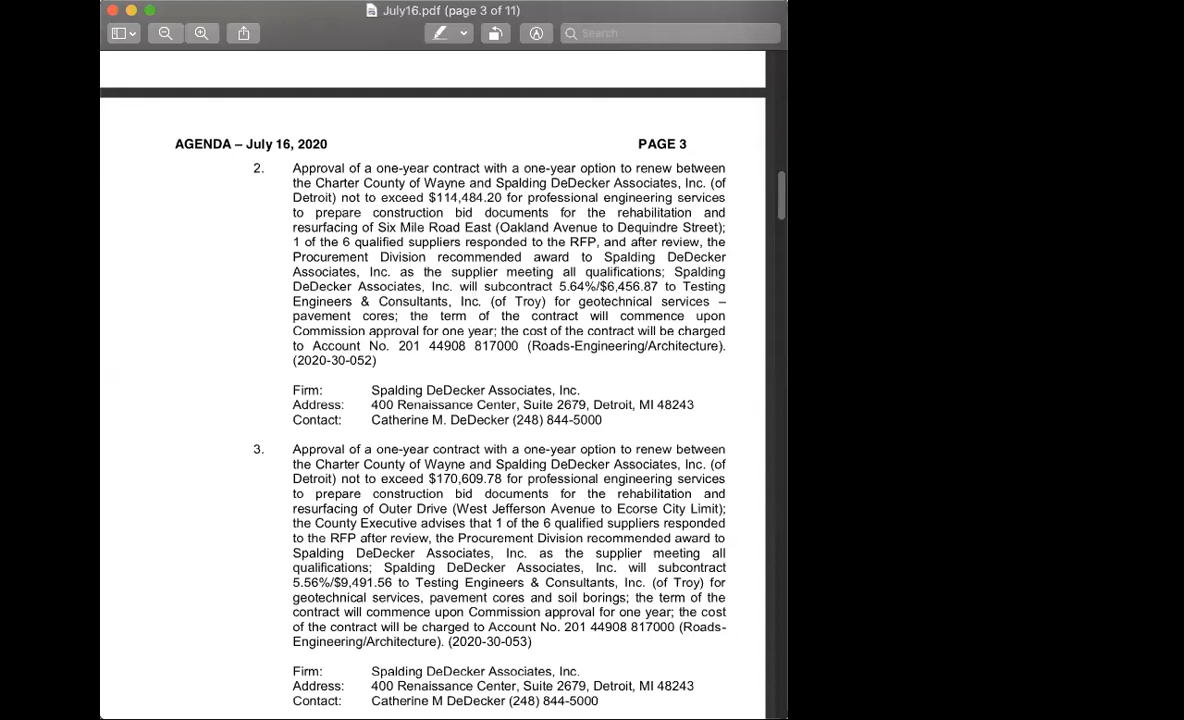 July16.pdf (page 3 of 11)
Search
AGENDA – July 16, 2020 PAGE 3
2. Approval of a one-year contract with a one-year option to renew between
the Charter County of Wayne and Spalding DeDecker Associates, Inc. (of
Detroit) not to exceed $114,484.20 for professional engineering services
to prepare construction bid documents for the rehabilitation and
resurfacing of Six Mile Road East (Oakland Avenue to Dequindre Street);
1 of the 6 qualified suppliers responded to the RFP, and after review, the
Procurement Division recommended award to Spalding DeDecker
Associates, Inc. as the supplier meeting all qualifications; Spalding
DeDecker Associates, Inc. will subcontract 5.64%/$6,456.87 to Testing
Engineers & Consultants, Inc. (of Troy) for geotechnical services –
pavement cores; the term of the contract will commence upon
Commission approval for one year; the cost of the contract will be charged
to Account No. 201 44908 817000 (Roads-Engineering/Architecture).
(2020-30-052)
Firm: Spalding DeDecker Associates, Inc.
Address: 400 Renaissance Center, Suite 2679, Detroit, MI 48243
Contact: Catherine M. DeDecker (248) 844-5000
3. Approval of a one-year contract with a one-year option to renew between
the Charter County of Wayne and Spalding DeDecker Associates, Inc. (of
Detroit) not to exceed $170,609.78 for professional engineering services
to prepare construction bid documents for the rehabilitation and
resurfacing of Outer Drive (West Jefferson Avenue to Ecorse City Limit);
the County Executive advises that 1 of the 6 qualified suppliers responded
to the RFP after review, the Procurement Division recommended award to
Spalding DeDecker Associates, Inc. as the supplier meeting all
qualifications; Spalding DeDecker Associates, Inc. will subcontract
5.56%/$9,491.56 to Testing Engineers & Consultants, Inc. (of Troy) for
geotechnical services, pavement cores and soil borings; the term of the
contract will commence upon Commission approval for one year; the cost
of the contract will be charged to Account No. 201 44908 817000 (Roads-
Engineering/Architecture). (2020-30-053)
Firm: Spalding DeDecker Associates, Inc.
Address: 400 Renaissance Center, Suite 2679, Detroit, MI 48243
Contact: Catherine M DeDecker (248) 844-5000